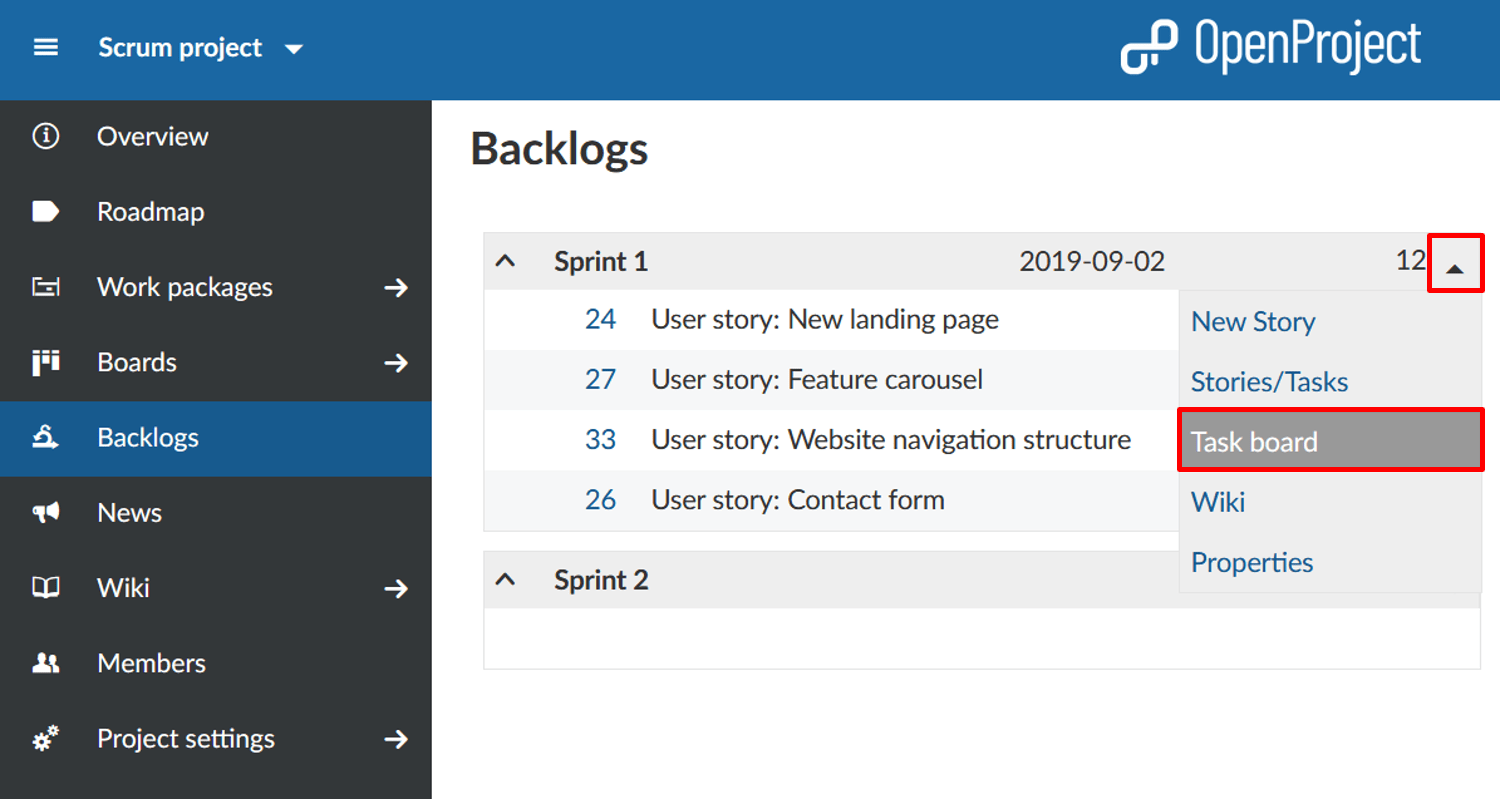 Scrum project
OpenProject
Overview
Roadmap
Work packages
Boards
Backlogs
News
Wiki
Members
Project settings
Backlogs
Sprint 1 2019-09-02 12
24 User story: New landing page
27 User story: Feature carousel
33 User story: Website navigation structure
26 User story: Contact form
New Story
Stories/Tasks
Task board
Wiki
Properties
Sprint 2